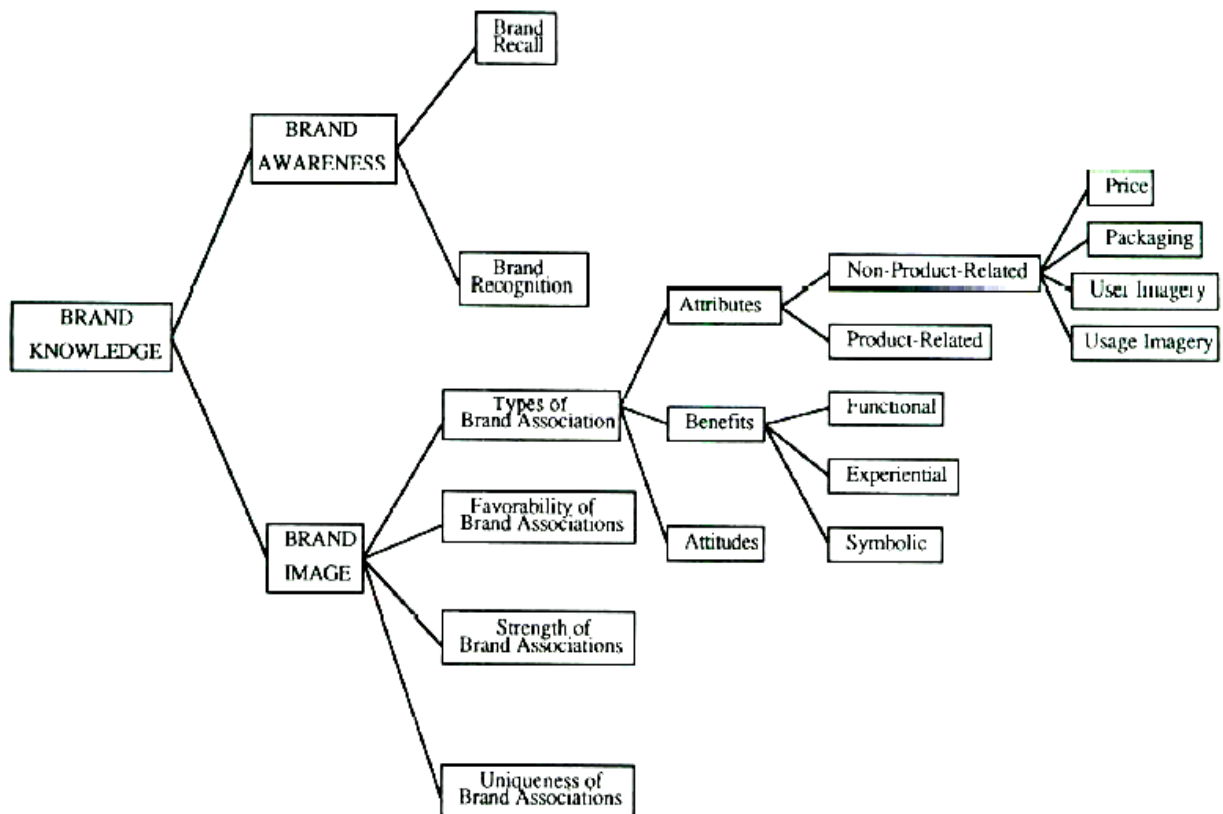 Brand
Recall
BRAND
AWARENESS
Brand
Recognition
BRAND
KNOWLEDGE
BRAND
IMAGE
Types of
Brand Association
Favorability of
Brand Associations
Strength of
Brand Associations
Uniqueness of
Brand Associations
Attributes
Benefits
Attitudes
Non-Product-Related
Product-Related
Functional
Experiential
Symbolic
Price
Packaging
User Imagery
Usage Imagery